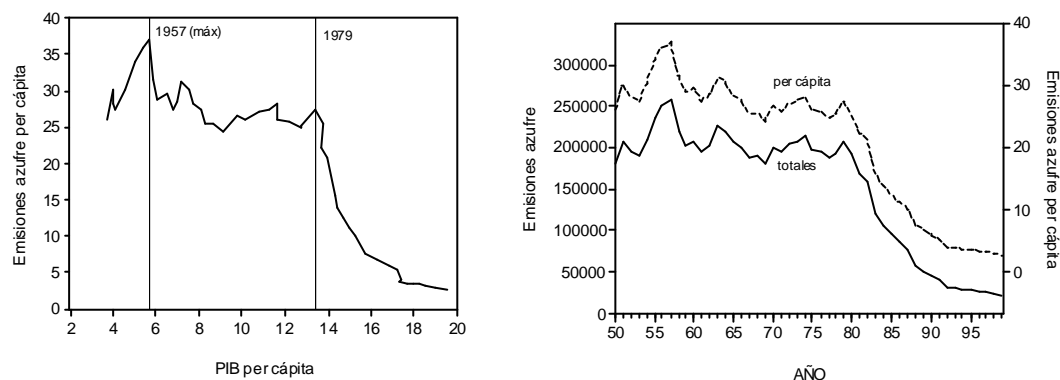 40
35
30
25
20
15
10
5
0
Emisiones azufre per cápita
1957 (máx)
1979
2 4 6 8 10 12 14 16 18 20
PIB per cápita
300000
250000
200000
150000
100000
50000
00000
Emisiones azufre
per cápita
totales
40
30
20
10
0
Emisiones azufre per cápita
50 55 60 65 70 75 80 85 90 95
AÑO